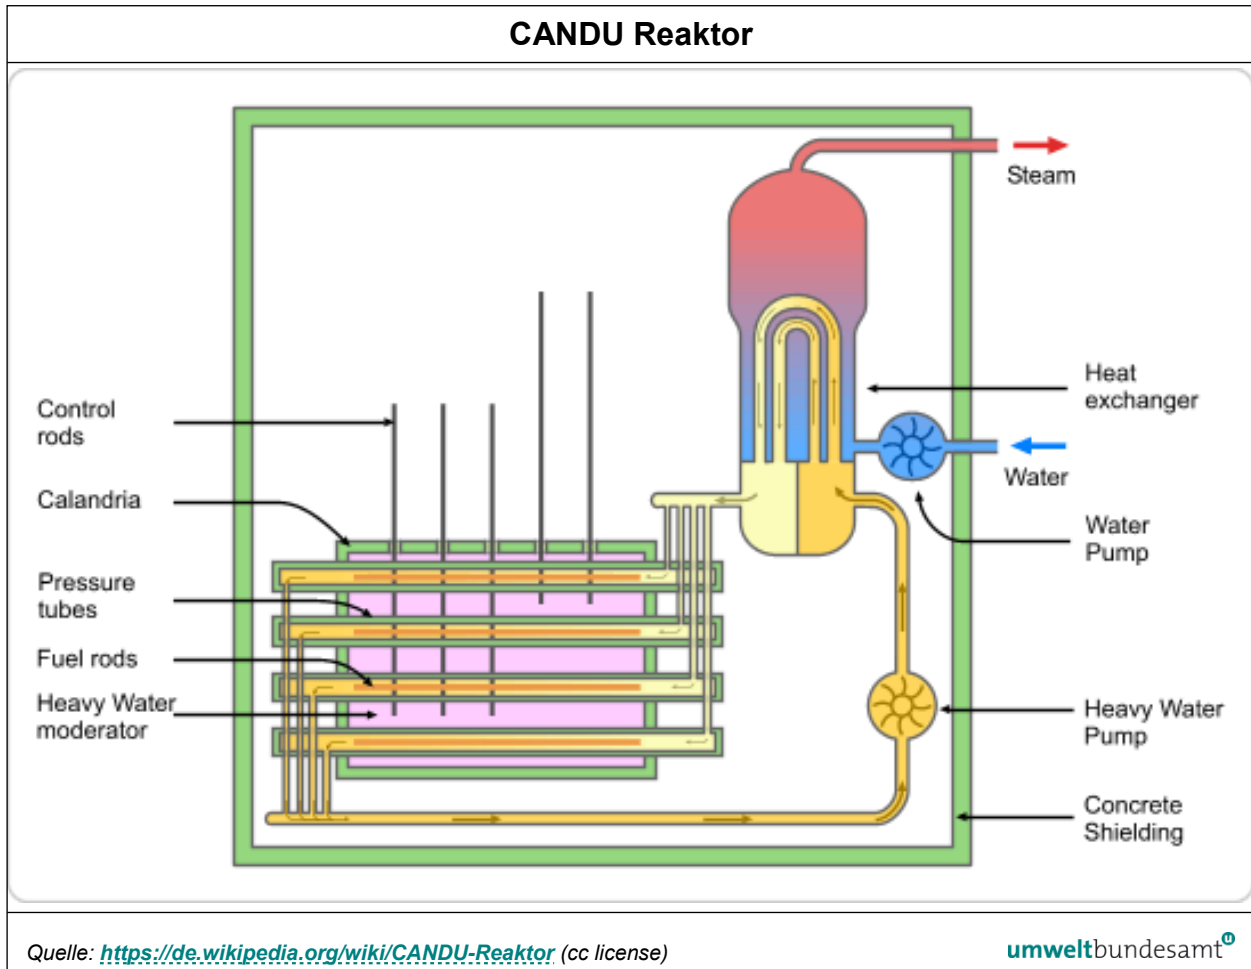 CANDU Reaktor
Steam
Control
rods
Heat
exchanger
Water
Calandria
Water
Pump
Pressure
tubes
Fuel rods
Heavy Water
moderator
Heavy Water
Pump
Concrete
Shielding
Quelle: https://de.wikipedia.org/wiki/CANDU-Reaktor (cc license)
umweltbundesamt
u